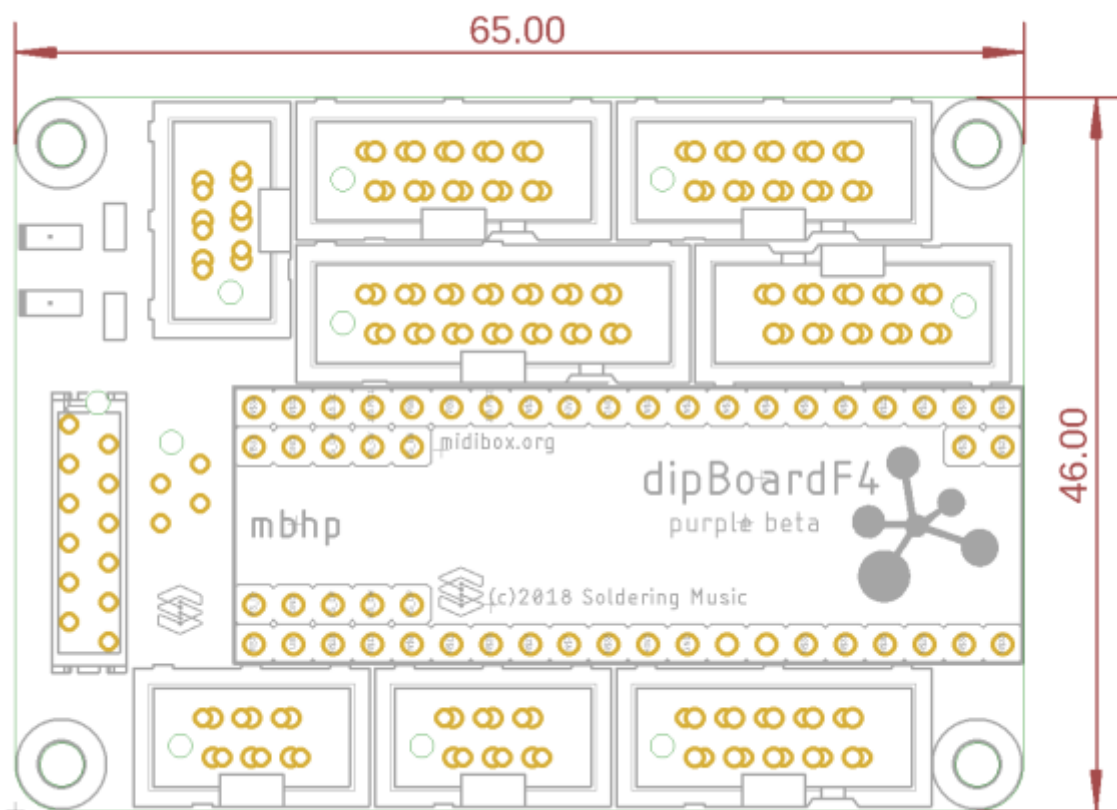 65.00
46.00
midibox.org
dipBoardF4
purple beta
mbhp
(c)2018 Soldering Music